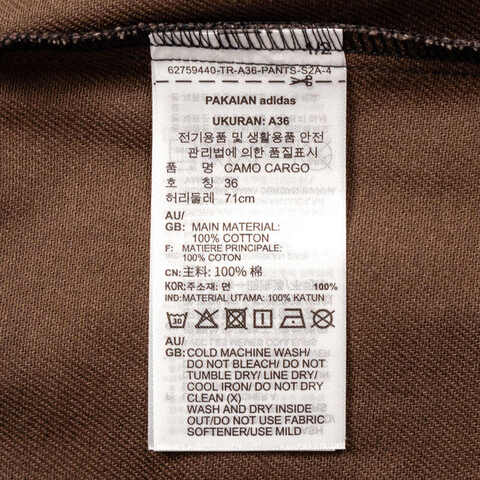 1/2
62759440-TR-A36-PANTS-S2A-4
PAKAIAN adidas
UKURAN: A36
전기용품 및 생활용품 안전
관리법에 의한 품질표시
품 명 CAMO CARGO
호 칭 36
허리둘레 71cm
AU/
GB: MAIN MATERIAL:
100% COTTON
F: MATIERE PRINCIPALE:
100% COTON
CN: 主料: 100% 棉
KOR: 주소재: 면 100%
IND: MATERIAL UTAMA: 100% KATUN
30
AU/
GB: COLD MACHINE WASH/
DO NOT BLEACH/ DO NOT
TUMBLE DRY/ LINE DRY/
COOL IRON/ DO NOT DRY
CLEAN (X)
WASH AND DRY INSIDE
OUT/DO NOT USE FABRIC
SOFTENER/USE MILD